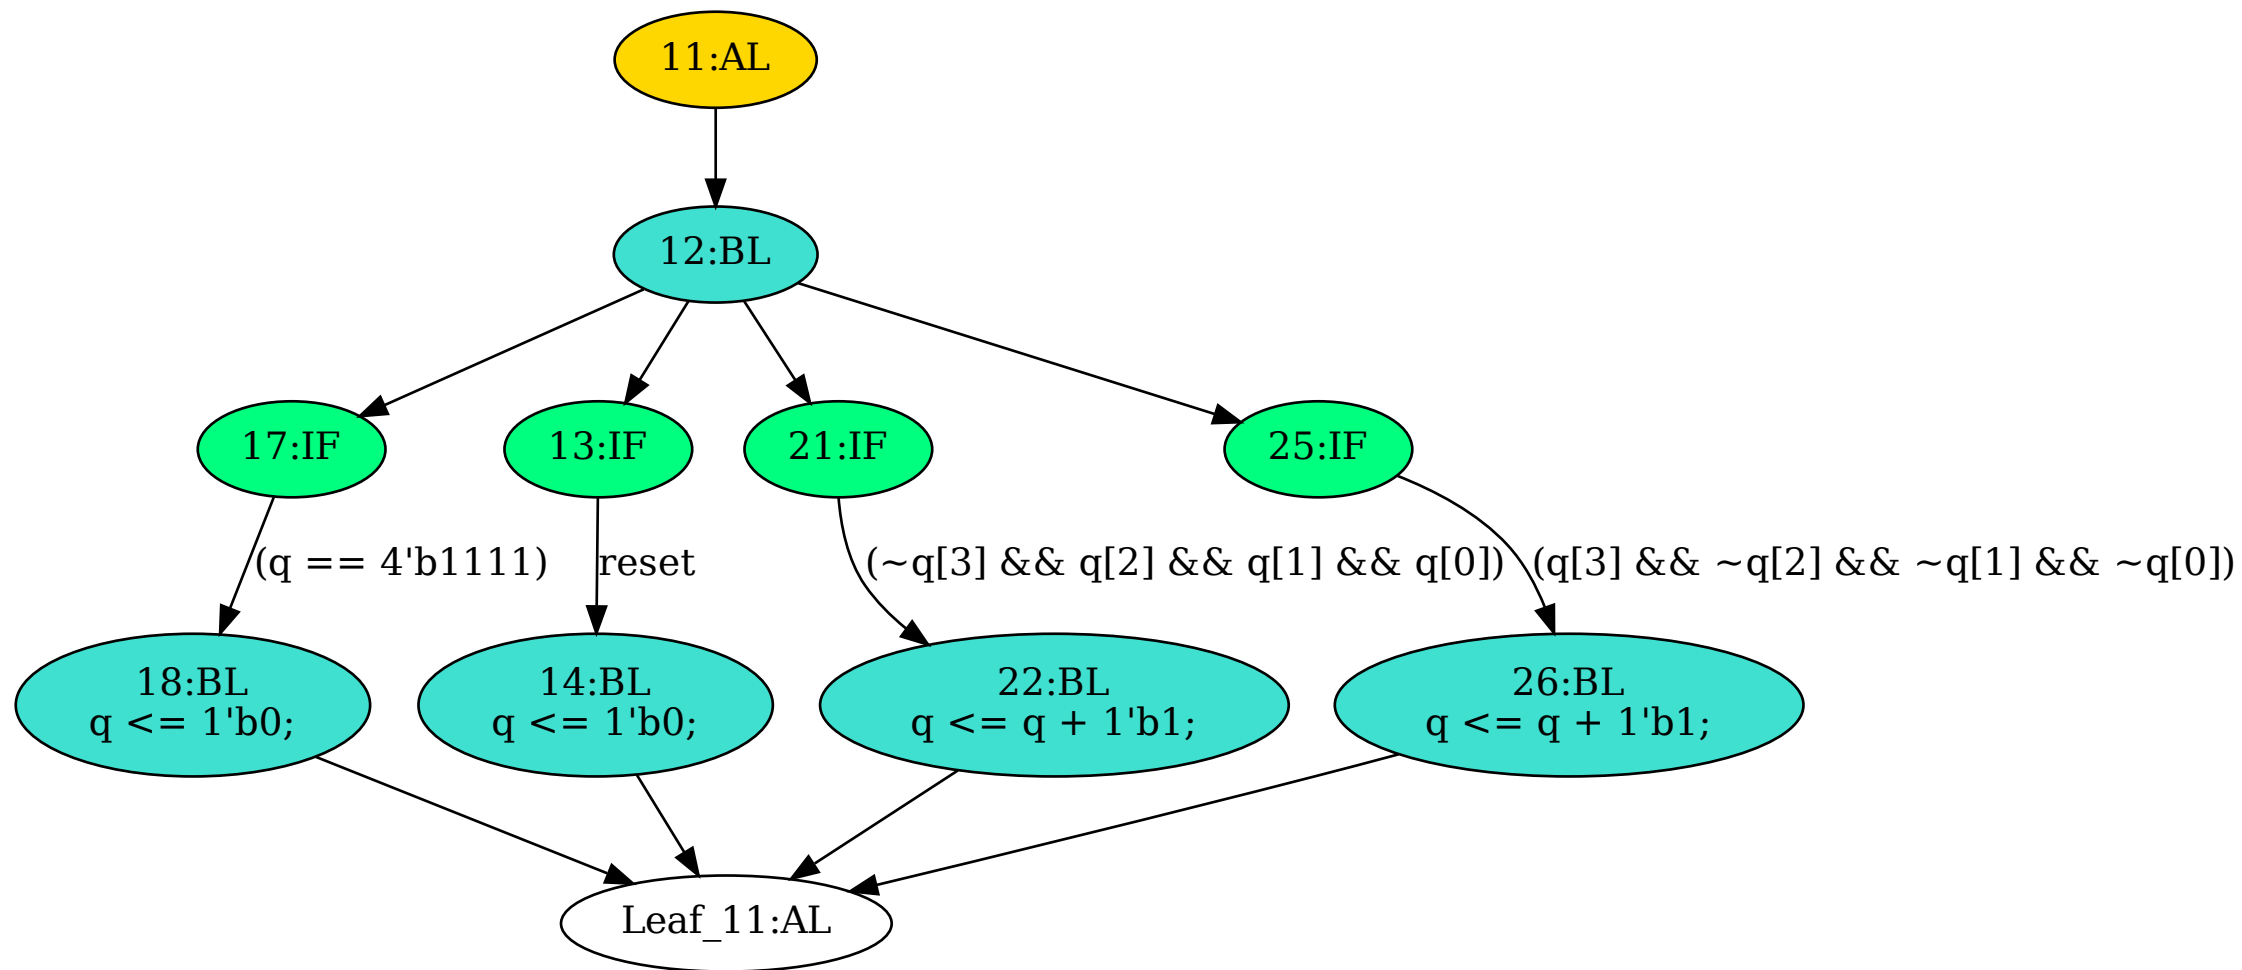 11:AL
12:BL
17:IF
13:IF
21:IF
25:IF
(q == 4'b1111)
reset
(~q[3] && q[2] && q[1] && q[0])
(q[3] && ~q[2] && ~q[1] && ~q[0])
18:BL
q <= 1'b0;
14:BL
q <= 1'b0;
22:BL
q <= q + 1'b1;
26:BL
q <= q + 1'b1;
Leaf_11:AL